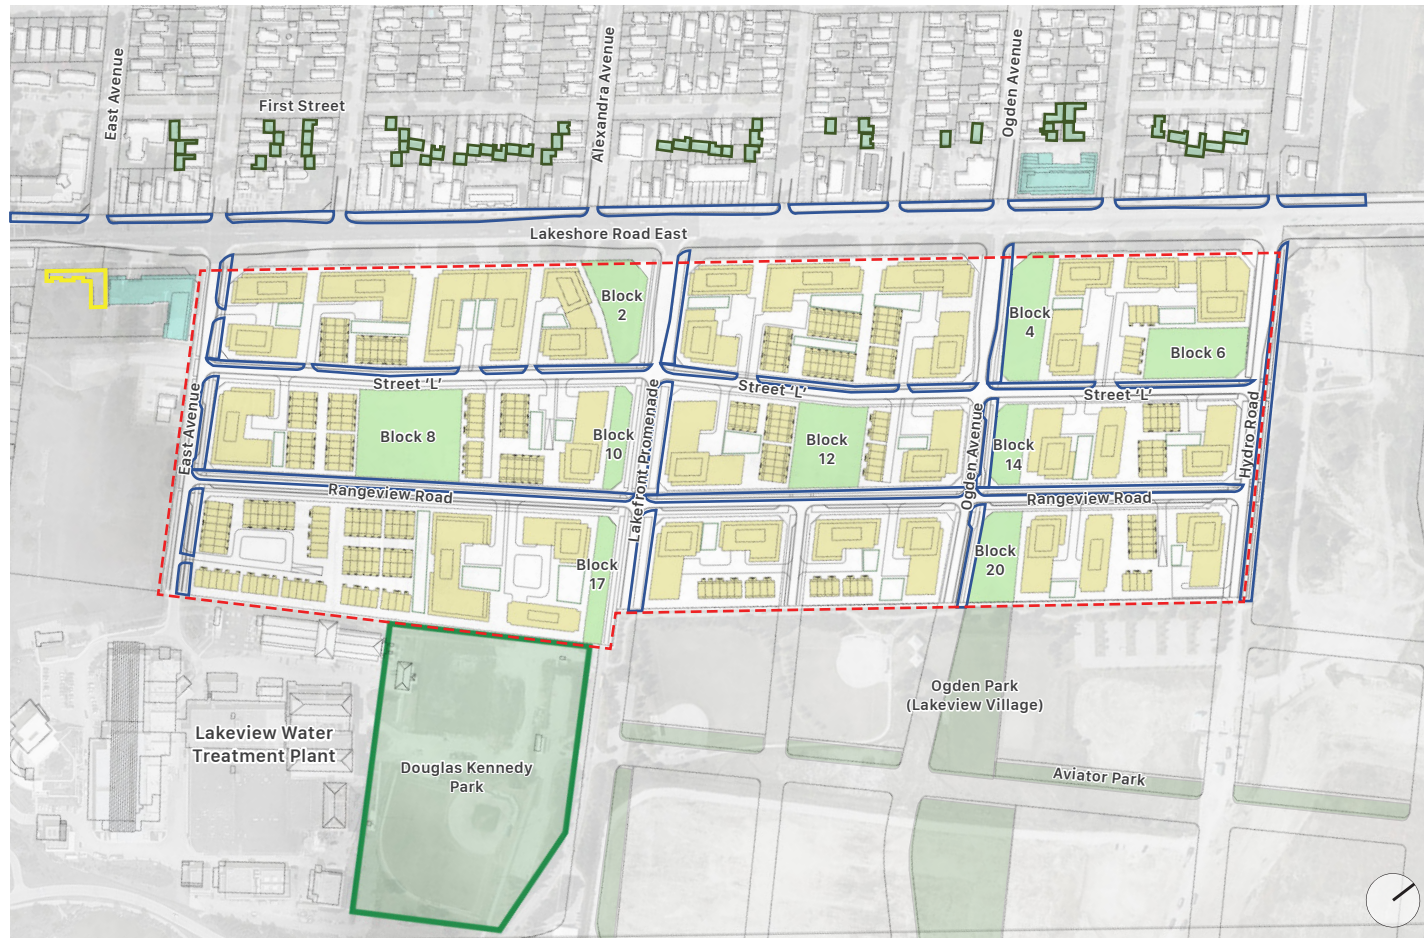 East Avenue
First Street
Alexandra Avenue
Ogden Avenue
Lakeshore Road East
Block
2
Block
4
Block 6
Street ‘L’
Street ‘L’
Street ‘L’
East Avenue
Block 8
Block
10
Lakefront Promenade
Block
12
Ogden Avenue
Block
14
Hydro Road
Rangeview Road
Rangeview Road
Block
17
Block
20
Ogden Park
(Lakeview Village)
Lakeview Water
Treatment Plant
Douglas Kennedy
Park
Aviator Park